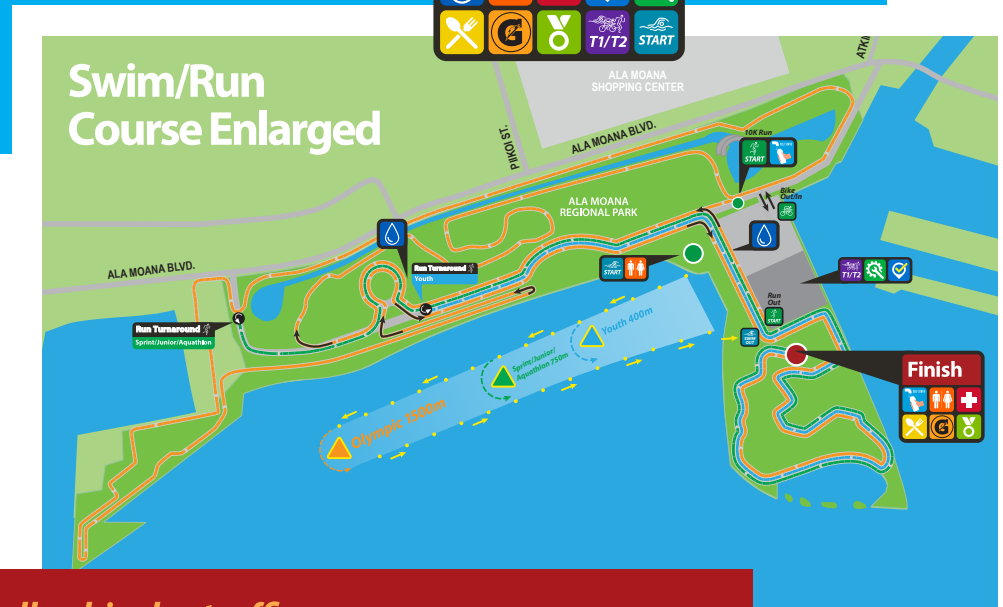 T1/T2
START
G
Swim/Run
Course Enlarged
ALA MOANA
SHOPPING CENTER
PIIKOI ST.
ALA MOANA BLVD.
10K Run
START
Bike
Out/In
ALA MOANA
REGIONAL PARK
ALA MOANA BLVD.
Run Turnaround
Youth
START
T1/T2
Run
Out
START
Run Turnaround
Sprint/Junior/Aquathlon
SWIM
OUT
Youth 400m
Sprint/Junior/
Aquathlon 750m
Olympic 1500m
Finish
G